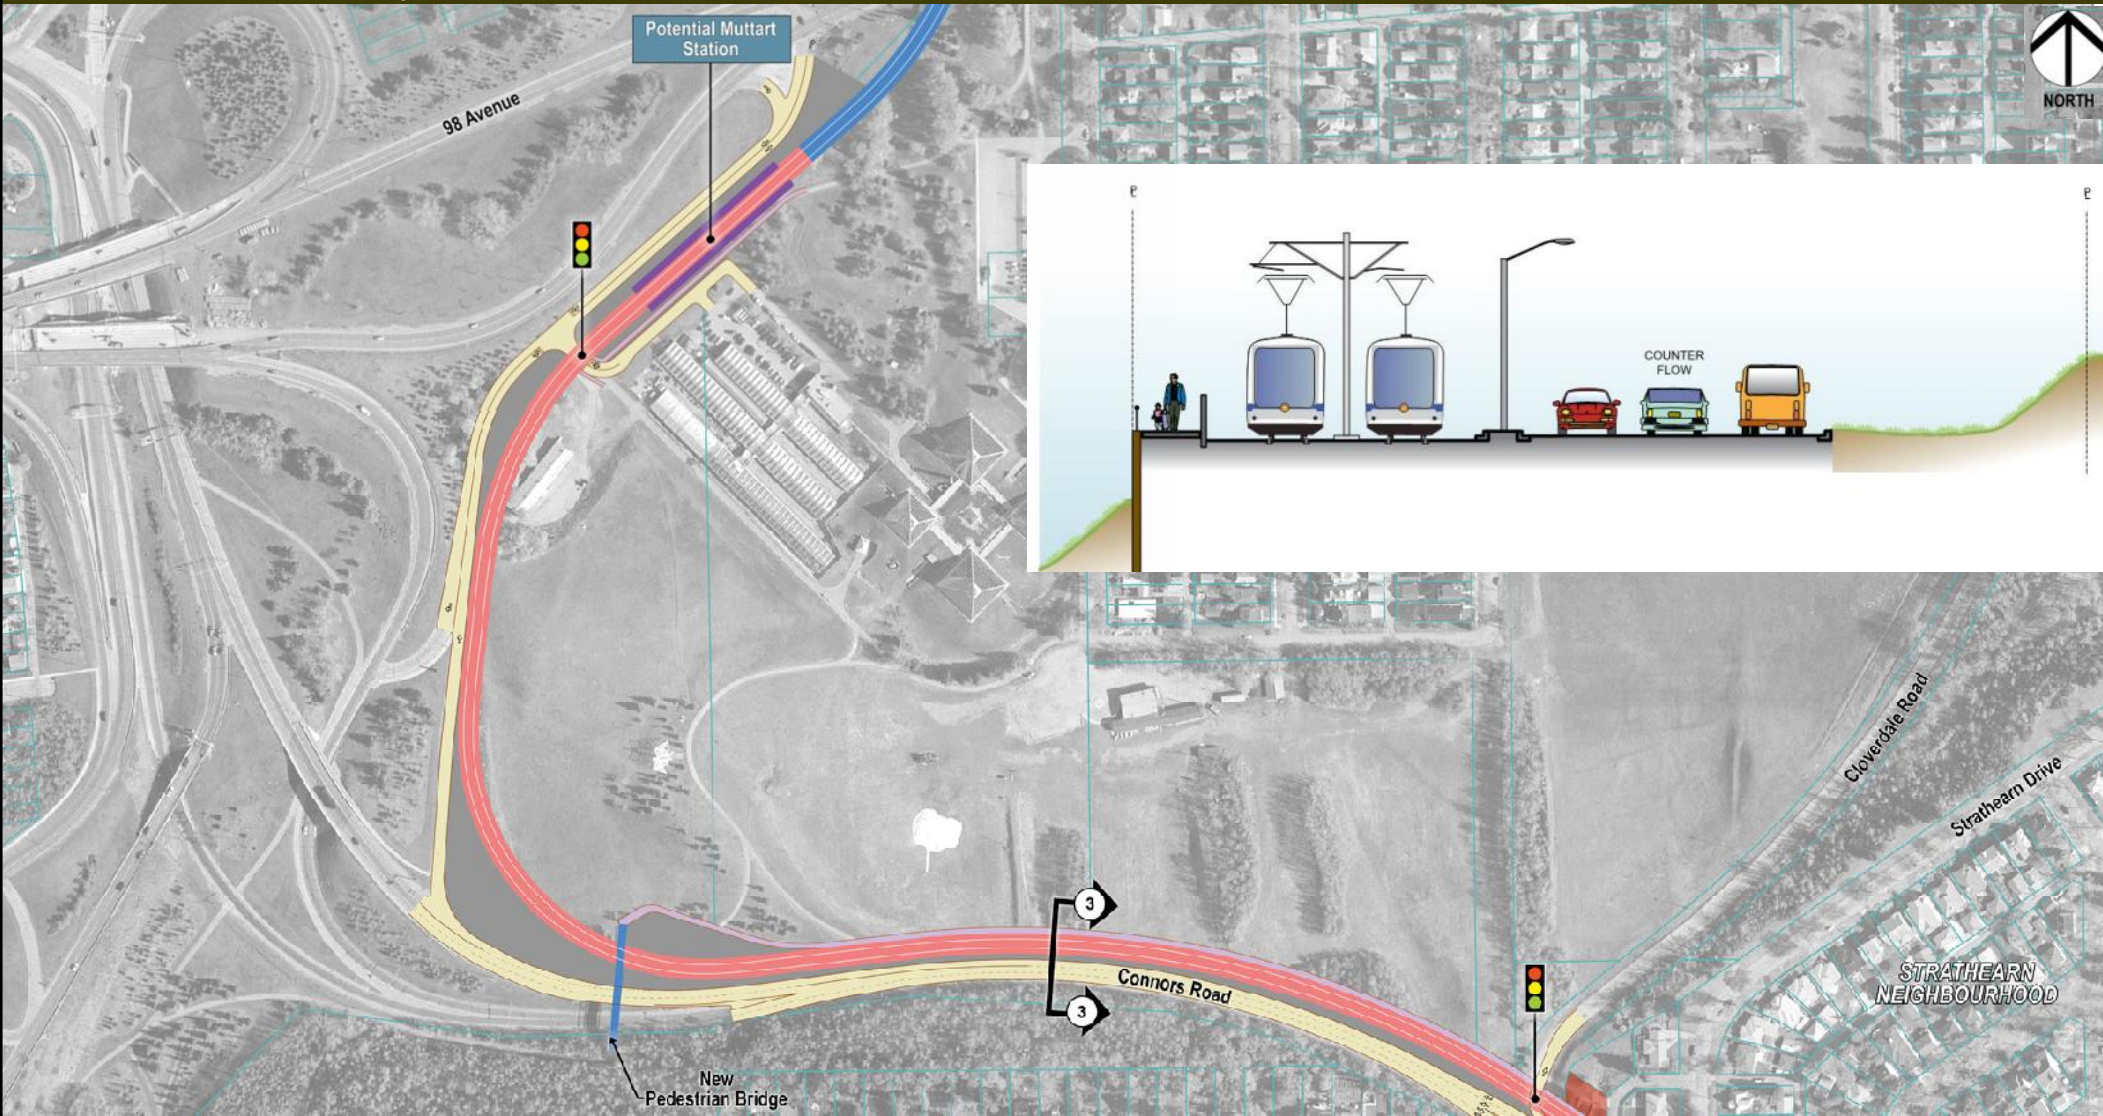 Potential Muttart
Station
98 Avenue
NORTH
COUNTER
FLOW
Cloverdale Road
Strathearn Drive
3
Connors Road
3
STRATHEARN
NEIGHBOURHOOD
New
Pedestrian Bridge